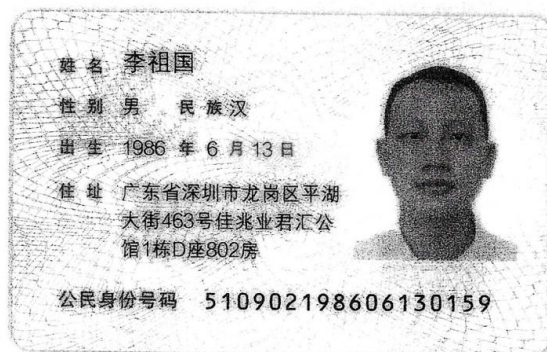 姓名 李祖国
性别 男 民族 汉
出生 1986 年 6 月 13 日
住址 广东省深圳市龙岗区平湖
大街463号佳兆业君汇公
馆1栋D座802房
公民身份号码 510902198606130159